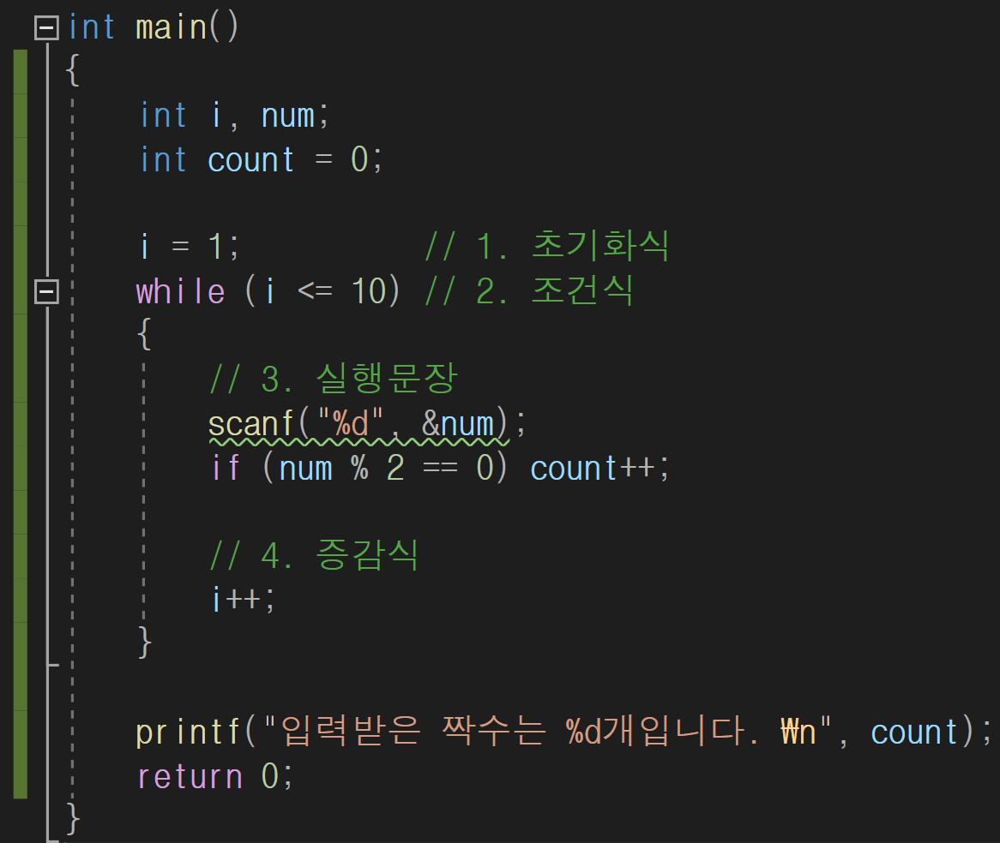 int main()
{
int i, num;
int count = 0;
i = 1; // 1. 초기화식
while (i <= 10) // 2. 조건식
{
// 3. 실행문장
scanf("%d", &num);
if (num % 2 == 0) count++;
// 4. 증감식
i++;
}
printf("입력받은 짝수는 %d개입니다. ₩n", count);
return 0;
}